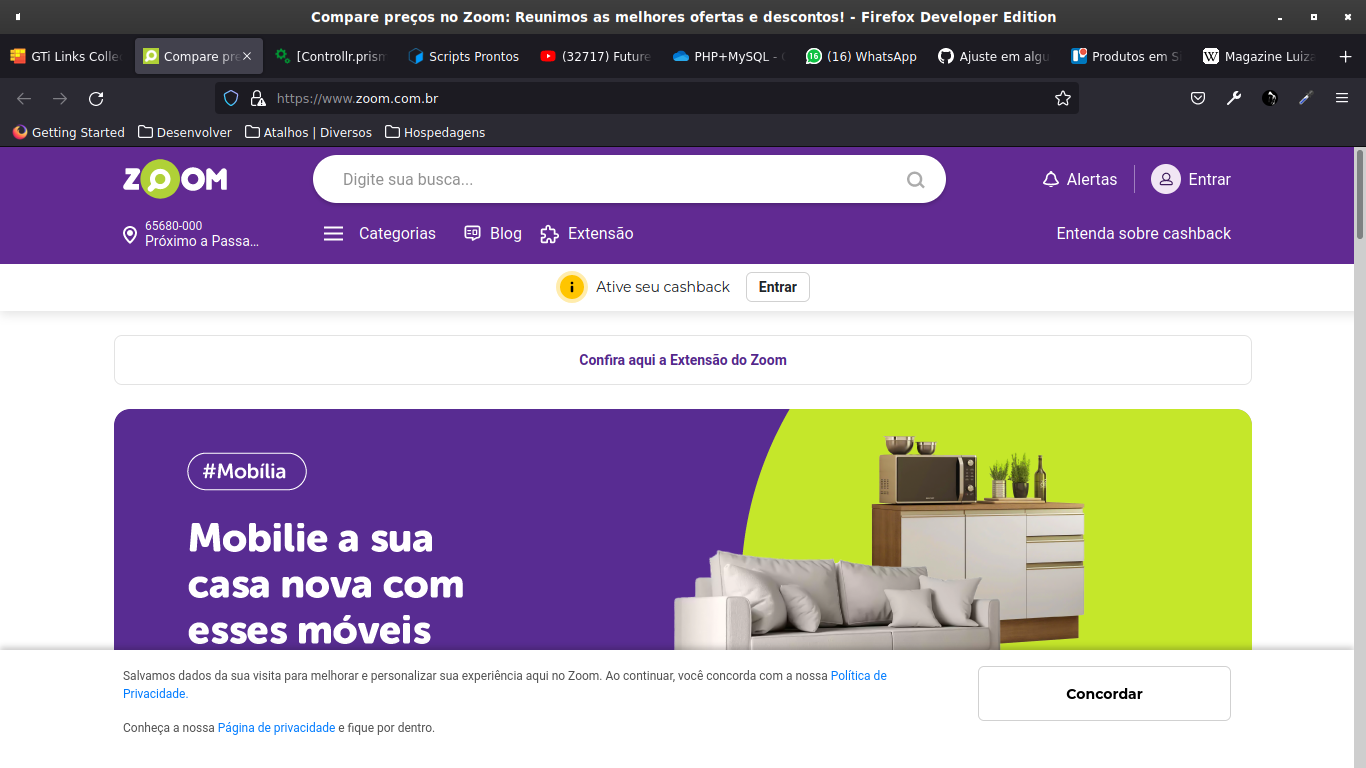 Compare preços no Zoom: Reunimos as melhores ofertas e descontos! - Firefox Developer Edition
GTi Links Colle
Compare pre
[Controllr.prism
Scripts Prontos
(32717) Future
PHP+MySQL -
16
(16) WhatsApp
Ajuste em algu
Produtos em S
W
Magazine Luiza
https://www.zoom.com.br
Getting Started
Desenvolver
Atalhos | Diversos
Hospedagens
ZOOM
Digite sua busca...
Alertas
Entrar
65680-000
Próximo a Passa...
Categorias
Blog
Extensão
Entenda sobre cashback
Ative seu cashback
Entrar
Confira aqui a Extensão do Zoom
#Mobília
Mobilie a sua
casa nova com
esses móveis
Salvamos dados da sua visita para melhorar e personalizar sua experiência aqui no Zoom. Ao continuar, você concorda com a nossa Política de
Privacidade.
Concordar
Conheça a nossa Página de privacidade e fique por dentro.